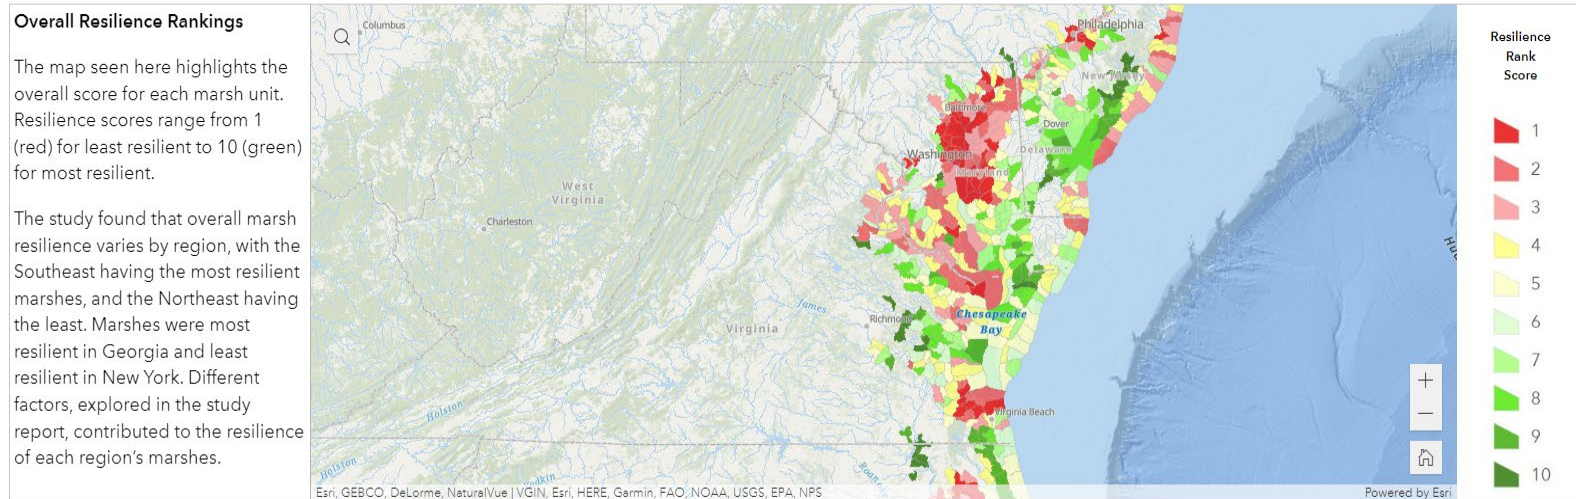 Overall Resilience Rankings
The map seen here highlights the
overall score for each marsh unit.
Resilience scores range from 1
(red) for least resilient to 10 (green)
for most resilient.
The study found that overall marsh
resilience varies by region, with the
Southeast having the most resilient
marshes, and the Northeast having
the least. Marshes were most
resilient in Georgia and least
resilient in New York. Different
factors, explored in the study
report, contributed to the resilience
of each region's marshes.
Columbus
Philadelphia
New Jersey
Baltimore
Dover
Washington
Delaware
Maryland
West
Virginia
Charleston
James
Richmond
Virginia
Chesapeake
Bay
Holston
Virginia Beach
Holston
Roan
Esri, GEBCO, DeLorme, NaturalVue | VGIN, Esri, HERE, Garmin, FAO, NOAA, USGS, EPA, NPS
Powered by Esri
Resilience
Rank
Score
1
2
3
4
5
6
7
8
9
10